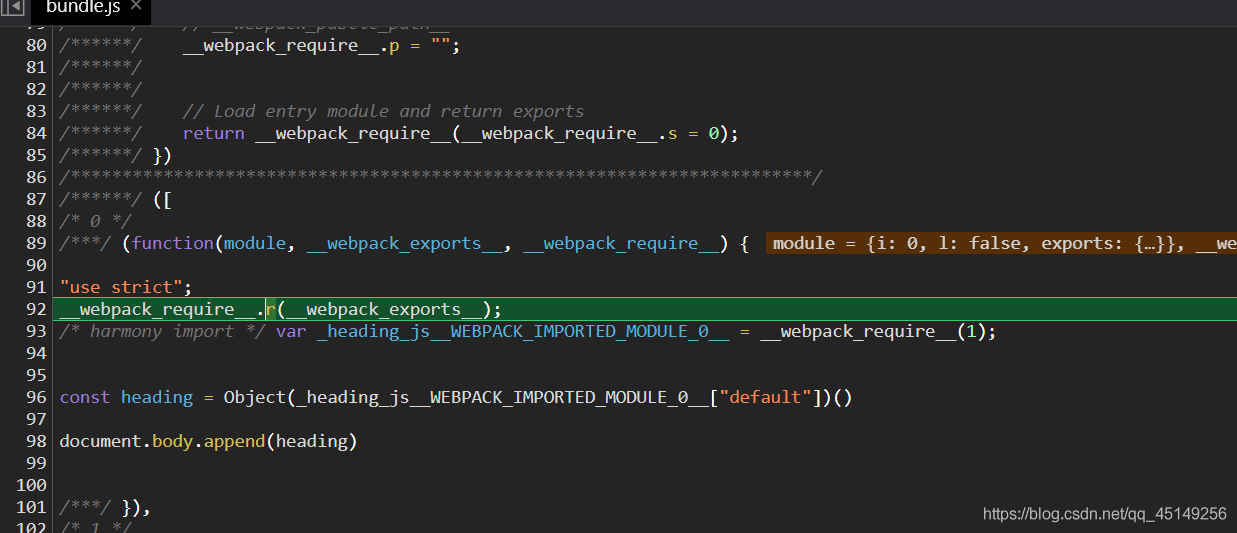 bundle.js ×
79 /******/ // __webpack_public_path__
80 /******/ __webpack_require__.p = "";
81 /******/
82 /******/
83 /******/ // Load entry module and return exports
84 /******/ return __webpack_require__(__webpack_require__.s = 0);
85 /******/ })
86 /************************************************************************/
87 /******/ ([
88 /* 0 */
89 /***/ (function(module, __webpack_exports__, __webpack_require__) { module = {i: 0, l: false, exports: {…}}, __we
90
91 "use strict";
92 __webpack_require__.r(__webpack_exports__);
93 /* harmony import */ var _heading_js__WEBPACK_IMPORTED_MODULE_0__ = __webpack_require__(1);
94
95
96 const heading = Object(_heading_js__WEBPACK_IMPORTED_MODULE_0__["default"])()
97
98 document.body.append(heading)
99
100
101 /***/ }),
102 /* 1 */
https://blog.csdn.net/qq_45149256